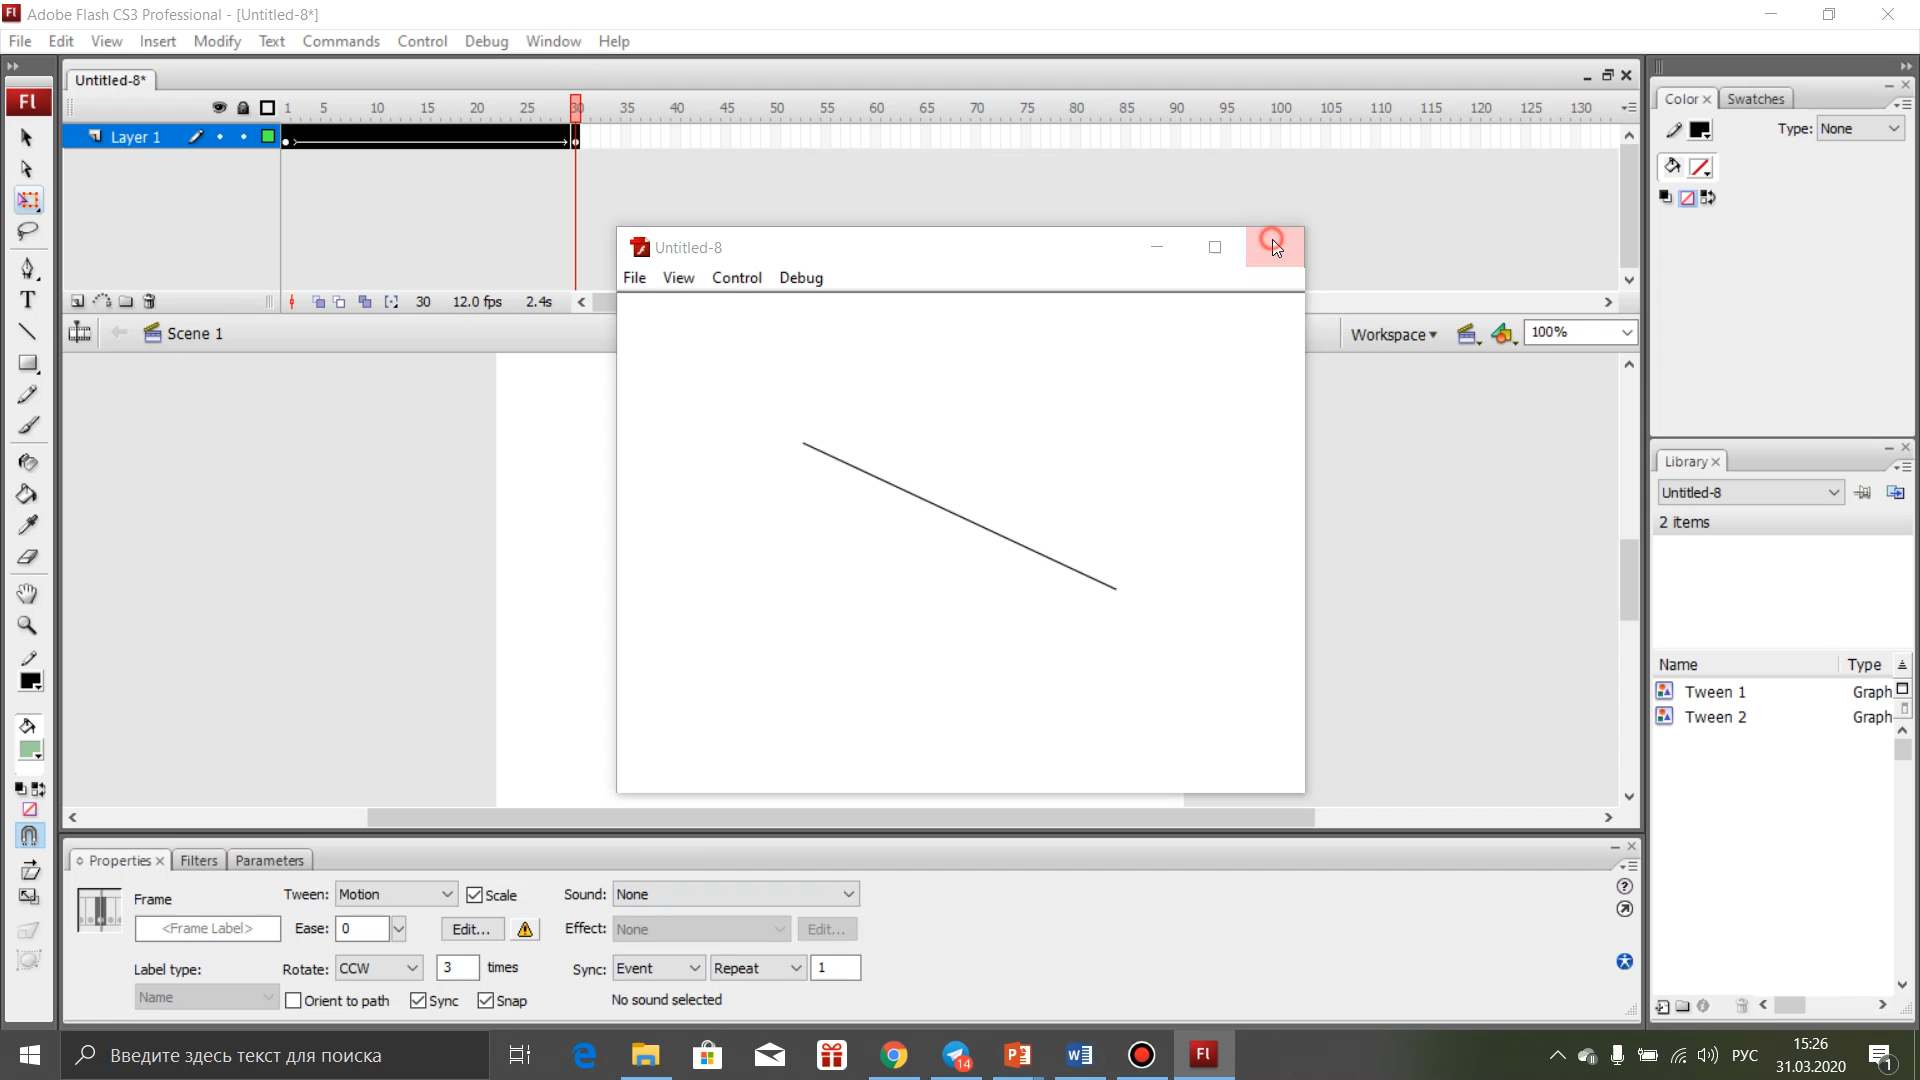 Fl Adobe Flash CS3 Professional - [Untitled-8*]
File Edit View Insert Modify Text Commands Control Debug Window Help
Untitled-8*
Fl
1 5 10 15 20 25 30 35 40 45 50 55 60 65 70 75 80 85 90 95 100 105 110 115 120 125 130
Layer 1
30 12.0 fps 2.4s
Scene 1
Workspace 100%
Untitled-8
File View Control Debug
Color Swatches
Type: None
Library
Untitled-8
2 items
Name Type
Tween 1 Graph
Tween 2 Graph
Properties Filters Parameters
Frame Tween: Motion Scale Sound: None
<Frame Label> Ease: 0 Edit... Effect: None Edit...
Label type: Rotate: CCW 3 times Sync: Event Repeat 1
Name Orient to path Sync Snap No sound selected
Введите здесь текст для поиска
14
Fl
РУС
15:26
31.03.2020
1